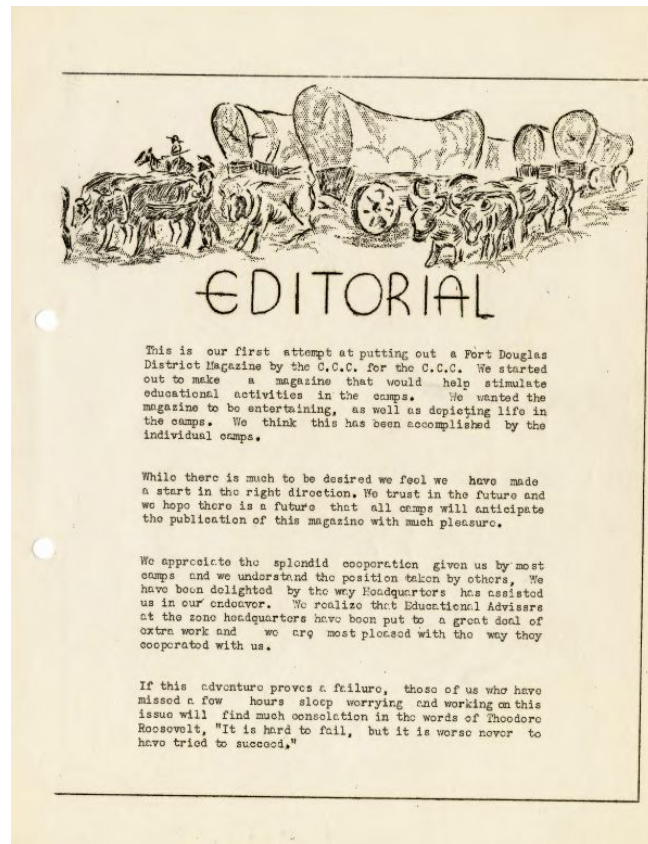 EDITORIAL
This is our first attempt at putting out a Fort Douglas
District Magazine by the C.C.C. for the C.C.C. We started
out to make a magazine that would help stimulate
educational activities in the camps. We wanted the
magazine to be entertaining, as well as depicting life in
the camps. We think this has been accomplished by the
individual camps.
While there is much to be desired we feel we have made
a start in the right direction. We trust in the future and
we hope there is a future that all camps will anticipate
the publication of this magazine with much pleasure.
We appreciate the splendid cooperation given us by most
camps and we understand the position taken by others, We
have been delighted by the way Headquarters has assisted
us in our endeavor. We realize that Educational Advisers
at the zone headquarters have been put to a great deal of
extra work and we are most pleased with the way they
cooperated with us.
If this adventure proves a failure, those of us who have
missed a few hours sleep worrying and working on this
issue will find much consolation in the words of Theodore
Roosevelt, "It is hard to fail, but it is worse never to
have tried to succeed."